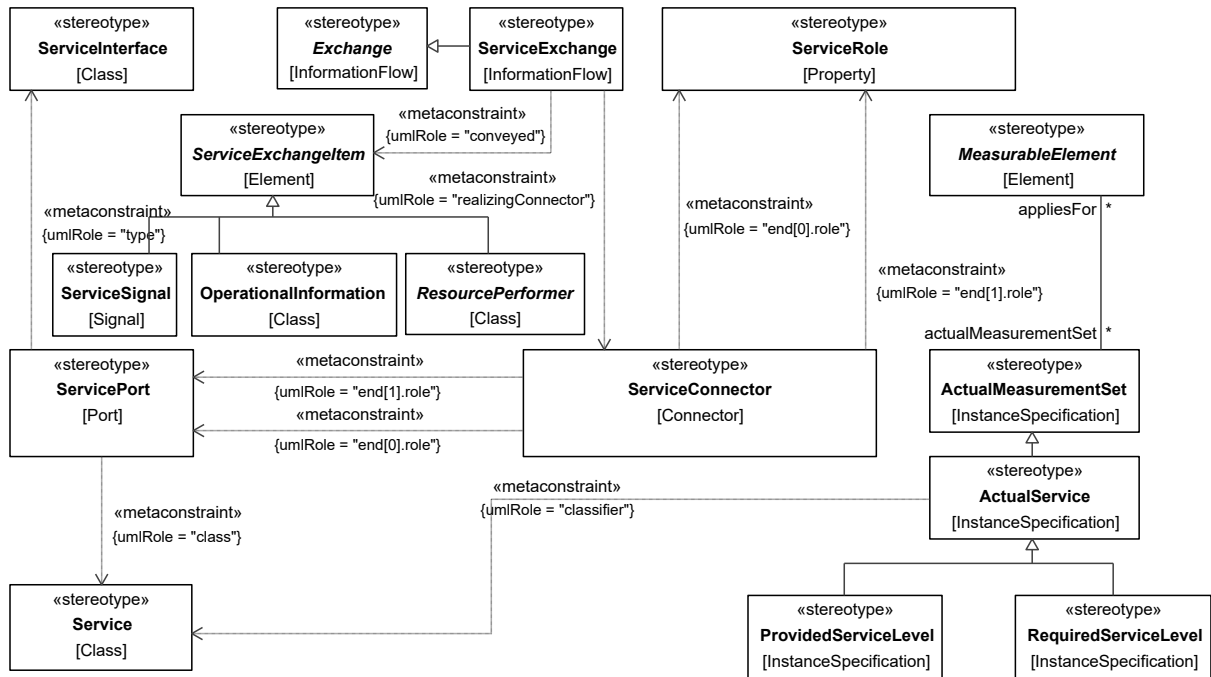 «stereotype»
ServiceInterface
[Class]
«stereotype»
Exchange
[InformationFlow]
«stereotype»
ServiceExchange
[InformationFlow]
«stereotype»
ServiceRole
[Property]
«metaconstraint»
{umlRole = "conveyed"}
«stereotype»
ServiceExchangeItem
[Element]
«stereotype»
MeasurableElement
[Element]
«metaconstraint»
{umlRole = "realizingConnector"}
appliesFor
*
«metaconstraint»
{umlRole = "type"}
«metaconstraint»
{umlRole = "end[0].role"}
«stereotype»
ServiceSignal
[Signal]
«stereotype»
OperationalInformation
[Class]
«stereotype»
ResourcePerformer
[Class]
«metaconstraint»
{umlRole = "end[1].role"}
actualMeasurementSet
*
«stereotype»
ServicePort
[Port]
«metaconstraint»
{umlRole = "end[1].role"}
«metaconstraint»
{umlRole = "end[0].role"}
«stereotype»
ServiceConnector
[Connector]
«stereotype»
ActualMeasurementSet
[InstanceSpecification]
«stereotype»
ActualService
[InstanceSpecification]
«metaconstraint»
{umlRole = "classifier"}
«metaconstraint»
{umlRole = "class"}
«stereotype»
Service
[Class]
«stereotype»
ProvidedServiceLevel
[InstanceSpecification]
«stereotype»
RequiredServiceLevel
[InstanceSpecification]